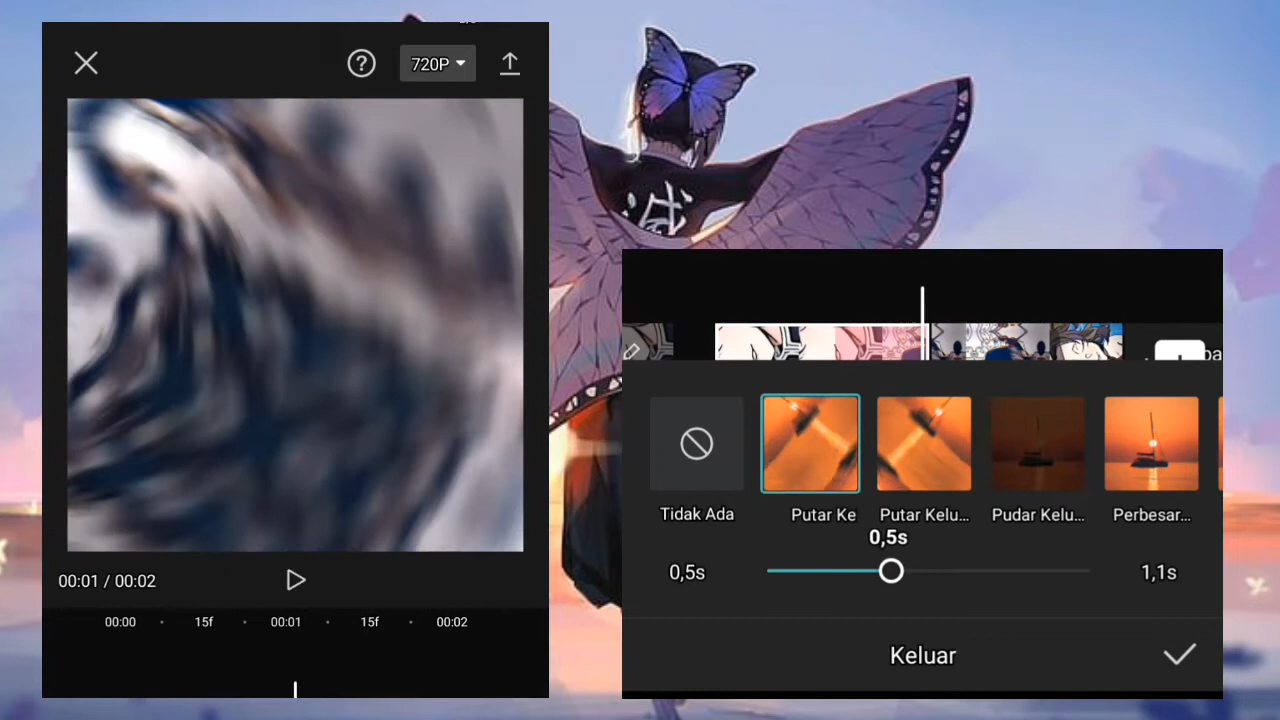 720P
00:01 / 00:02
00:00 15f 00:01 15f 00:02
滅
Tidak Ada
Putar Ke
Putar Kelu...
Pudar Kelu...
Perbesar...
0,5s
0,5s
1,1s
Keluar